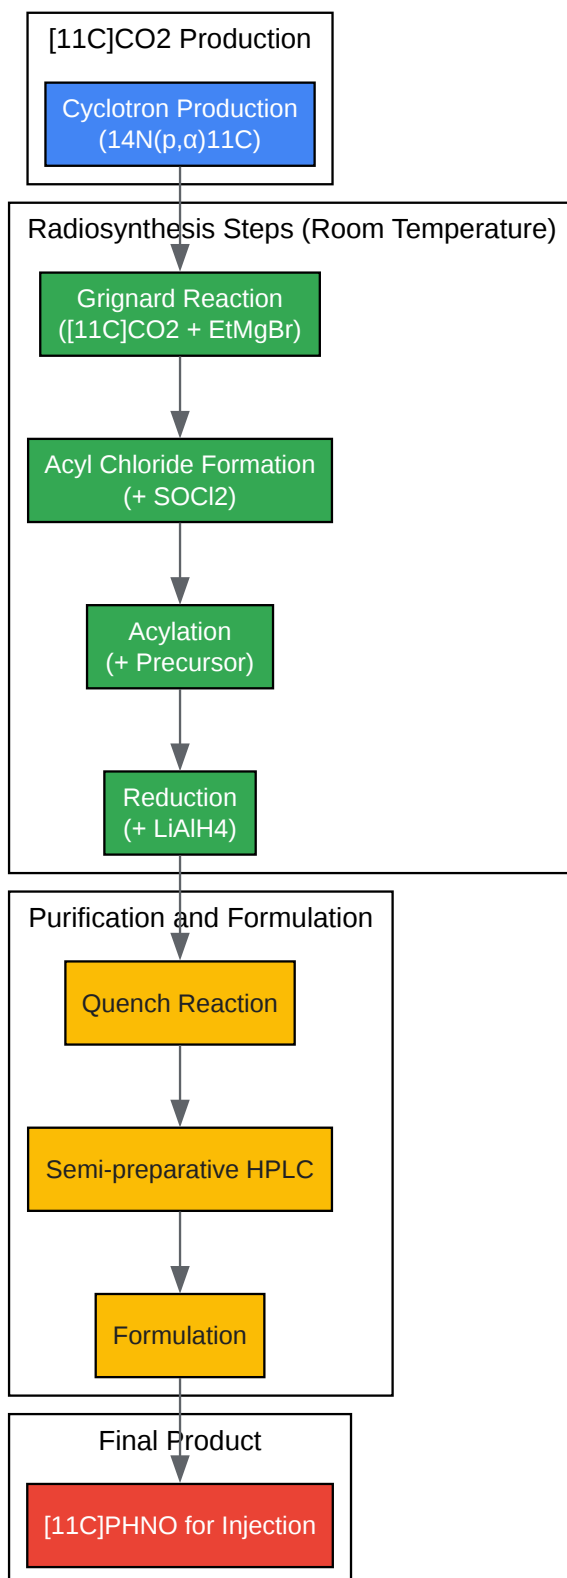 [11C]CO2 Production
Cyclotron Production
(14N(p,α)11C)
Radiosynthesis Steps (Room Temperature)
Grignard Reaction
([11C]CO2 + EtMgBr)
Acyl Chloride Formation
(+ SOCl2)
Acylation
(+ Precursor)
Reduction
(+ LiAlH4)
Purification and Formulation
Quench Reaction
Semi-preparative HPLC
Formulation
Final Product
[11C]PHNO for Injection